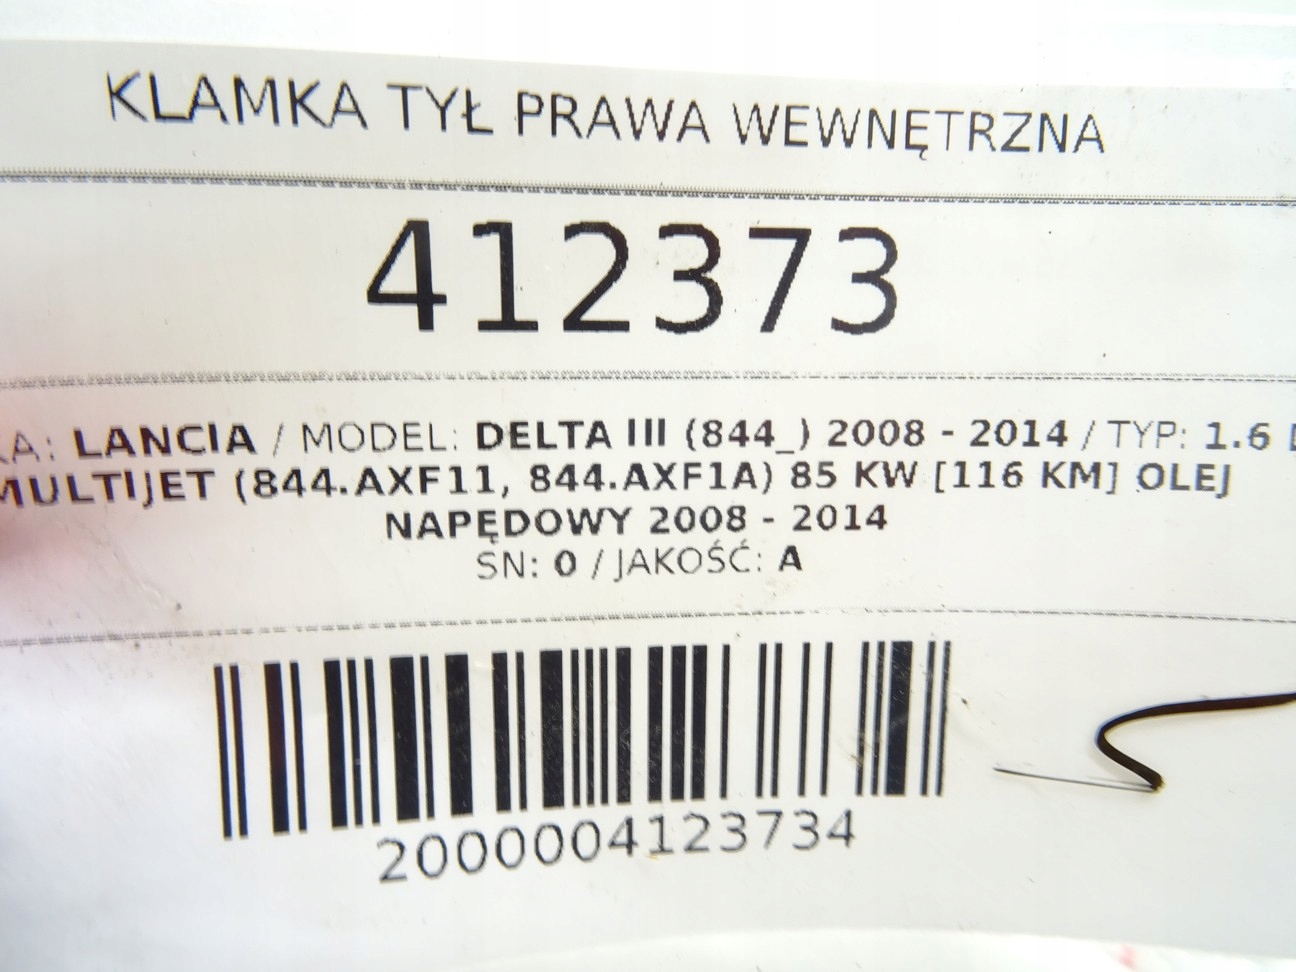 KLAMKA TYŁ PRAWA WEWNĘTRZNA
412373
KA: LANCIA / MODEL: DELTA III (844_) 2008 - 2014 / TYP: 1.6
MULTIJET (844.AXF11, 844.AXF1A) 85 KW [116 KM] OLEJ
NAPĘDOWY 2008 - 2014
SN: 0 / JAKOŚĆ: A
2000004123734